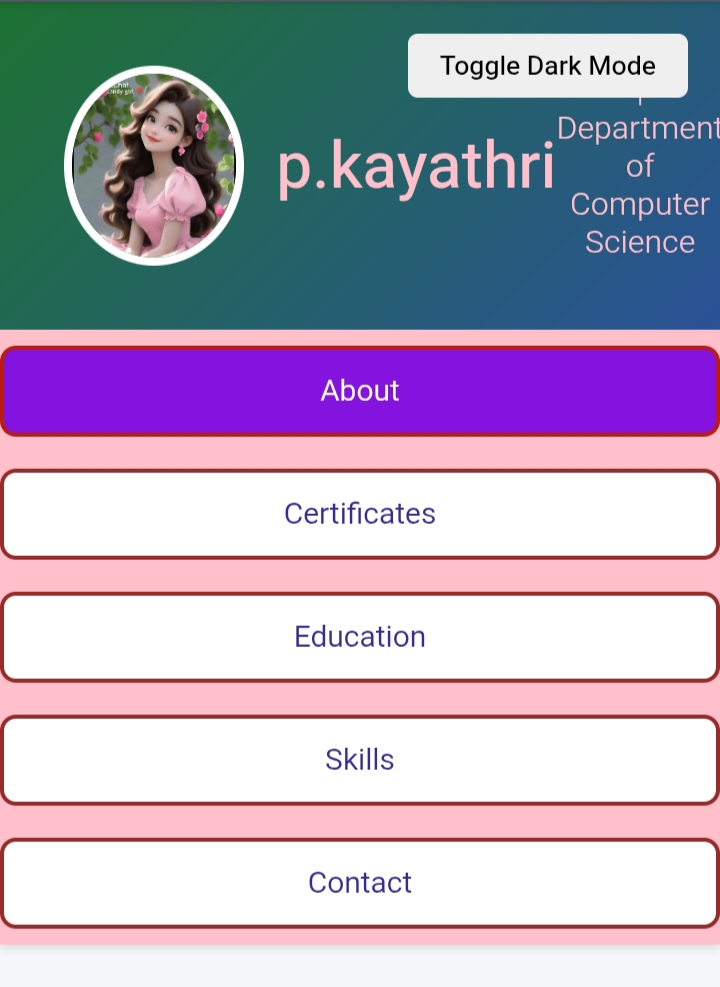 Toggle Dark Mode
p.kayathri
Department
of
Computer
Science
About
Certificates
Education
Skills
Contact